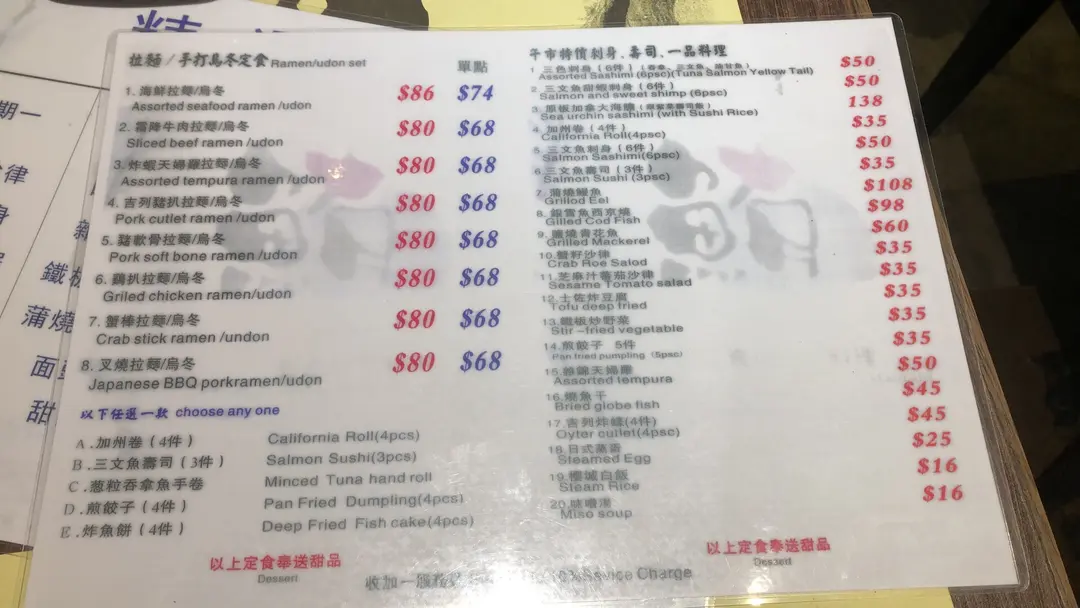 拉麵 / 手打烏冬定食 Ramen/udon set
單點
1. 海鮮拉麵/烏冬 $86 $74
Assorted seafood ramen /udon
2. 霜降牛肉拉麵/烏冬 $80 $68
Sliced beef ramen /udon
3. 炸蝦天婦羅拉麵/烏冬 $80 $68
Assorted tempura ramen /udon
4. 吉列豬扒拉麵/烏冬 $80 $68
Pork cutlet ramen /udon
5. 豬軟骨拉麵/烏冬 $80 $68
Pork soft bone ramen /udon
6. 鷄扒拉麵/烏冬 $80 $68
Griled chicken ramen/udon
7. 蟹棒拉麵/烏冬 $80 $68
Crab stick ramen /undon
8. 叉燒拉麵/烏冬 $80 $68
Japanese BBQ porkramen/udon
以下任選一款 choose any one
A .加州卷 ( 4件 ) California Roll(4pcs)
B .三文魚壽司 ( 3件 ) Salmon Sushi(3pcs)
C .葱粒吞拿魚手卷 Minced Tuna hand roll
D .煎餃子 ( 4件 ) Pan Fried Dumpling(4pcs)
E .炸魚餅 ( 4件 ) Deep Fried Fish cake(4pcs)
以上定食奉送甜品
Dessert
午市特價刺身、壽司、一品料理
1. 三色刺身 ( 6件 ) $50
Assorted Sashimi (6psc)(Tuna Salmon Yellow Tail)
2. 三文魚甜蝦刺身 ( 6件 ) $50
Salmon and sweet shimp (6psc)
3. 原板加拿大海膽 138
Sea urchin sashimi (with Sushi Rice)
4. 加州卷 ( 4件 ) $35
California Roll(4psc)
5. 三文魚刺身 ( 6件 ) $50
Salmon Sashimi(6psc)
6. 三文魚壽司 ( 3件 ) $35
Salmon Sushi (3psc)
7. 蒲燒鰻魚 $108
Grillod Eel
8. 銀雪魚西京燒 $98
Gilled Cod Fish
9. 鹽燒青花魚 $60
Grilled Mackerel
10.蟹籽沙律 $35
Crab Roe Salod
11.芝麻汁蕃茄沙律 $35
Sesame Tomato salad
12.土佐炸豆腐 $35
Tofu deep fried
13.鐵板炒野菜 $35
Stir-fried vegetable
14.煎餃子 5件 $35
Pan fried pumpling (5psc)
15.雜錦天婦羅 $50
Assorted tempura
16.鯤魚干 $45
Bried globe fish
17.吉列炸蠔(4件) $45
Oyter cutlet(4psc)
18.日式蒸蛋 $25
Steamed Egg
19.櫻城白飯 $16
Steam Rice
20.味噌湯 $16
Miso soup
以上定食奉送甜品
Dessert
收加一服務費 10% Service Charge